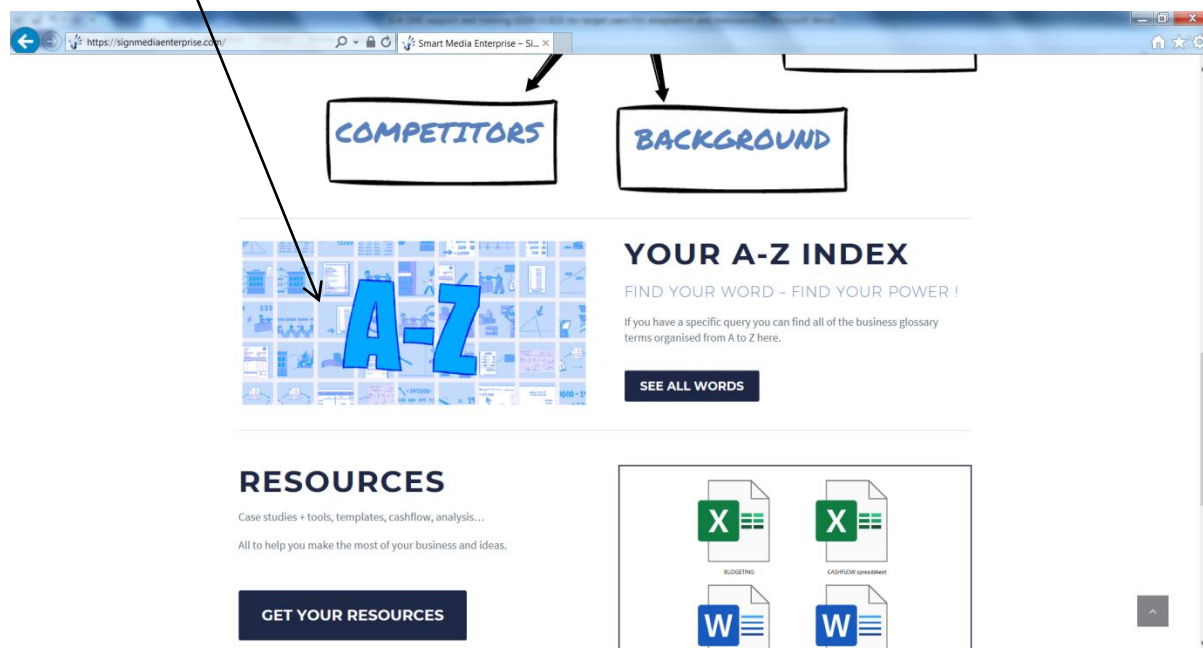 https://signmediaenterprise.com/
Smart Media Enterprise – Si...
COMPETITORS
BACKGROUND
A-Z
YOUR A-Z INDEX
FIND YOUR WORD – FIND YOUR POWER !
If you have a specific query you can find all of the business glossary
terms organised from A to Z here.
SEE ALL WORDS
RESOURCES
Case studies + tools, templates, cashflow, analysis...
All to help you make the most of your business and ideas.
GET YOUR RESOURCES
X
X
BUDGETING
CASHFLOW spreadsheet
W
W